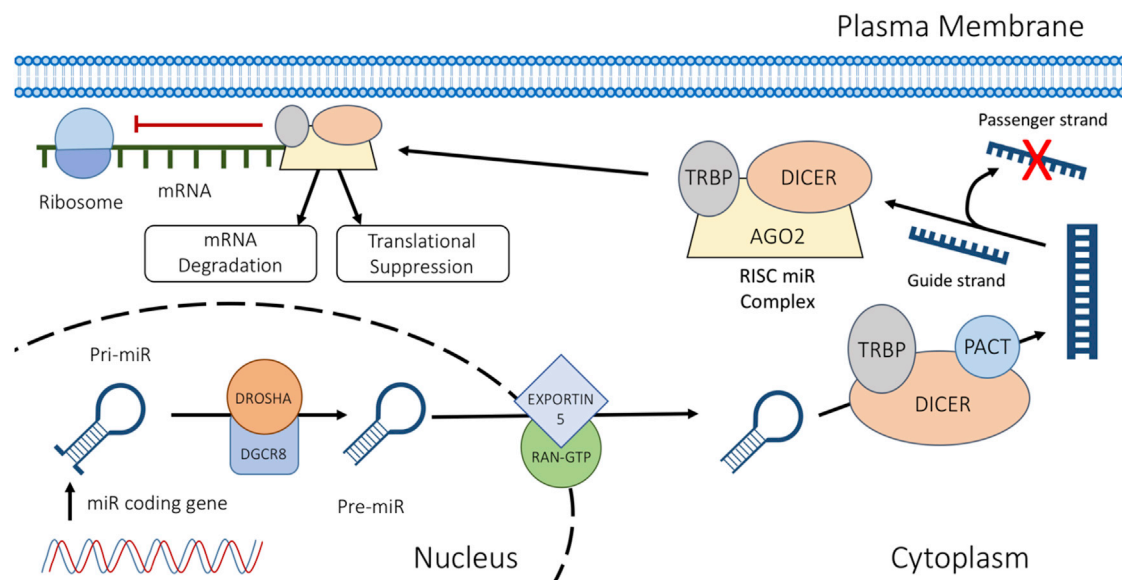 Plasma Membrane
Passenger strand
Ribosome
mRNA
TRBP
DICER
AGO2
RISC miR
Complex
Guide strand
mRNA
Degradation
Translational
Suppression
Pri-miR
DROSHA
DGCR8
Pre-miR
miR coding gene
EXPORTIN
5
RAN-GTP
TRBP
PACT
DICER
Nucleus
Cytoplasm